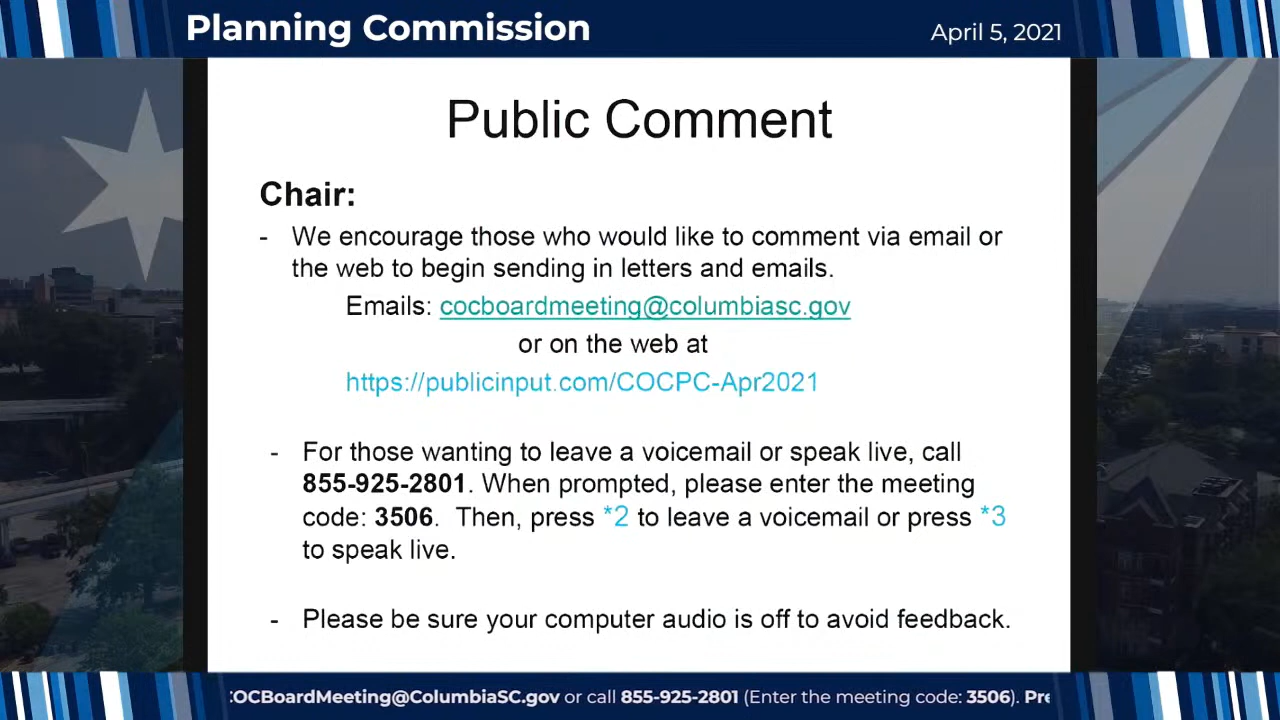 Planning Commission
April 5, 2021
Public Comment
Chair:
- We encourage those who would like to comment via email or
the web to begin sending in letters and emails.
Emails: cocboardmeeting@columbiasc.gov
or on the web at
https://publicinput.com/COCPC-Apr2021
- For those wanting to leave a voicemail or speak live, call
855-925-2801. When prompted, please enter the meeting
code: 3506. Then, press *2 to leave a voicemail or press *3
to speak live.
- Please be sure your computer audio is off to avoid feedback.
COCBoardMeeting@ColumbiaSC.gov or call 855-925-2801 (Enter the meeting code: 3506). Pre